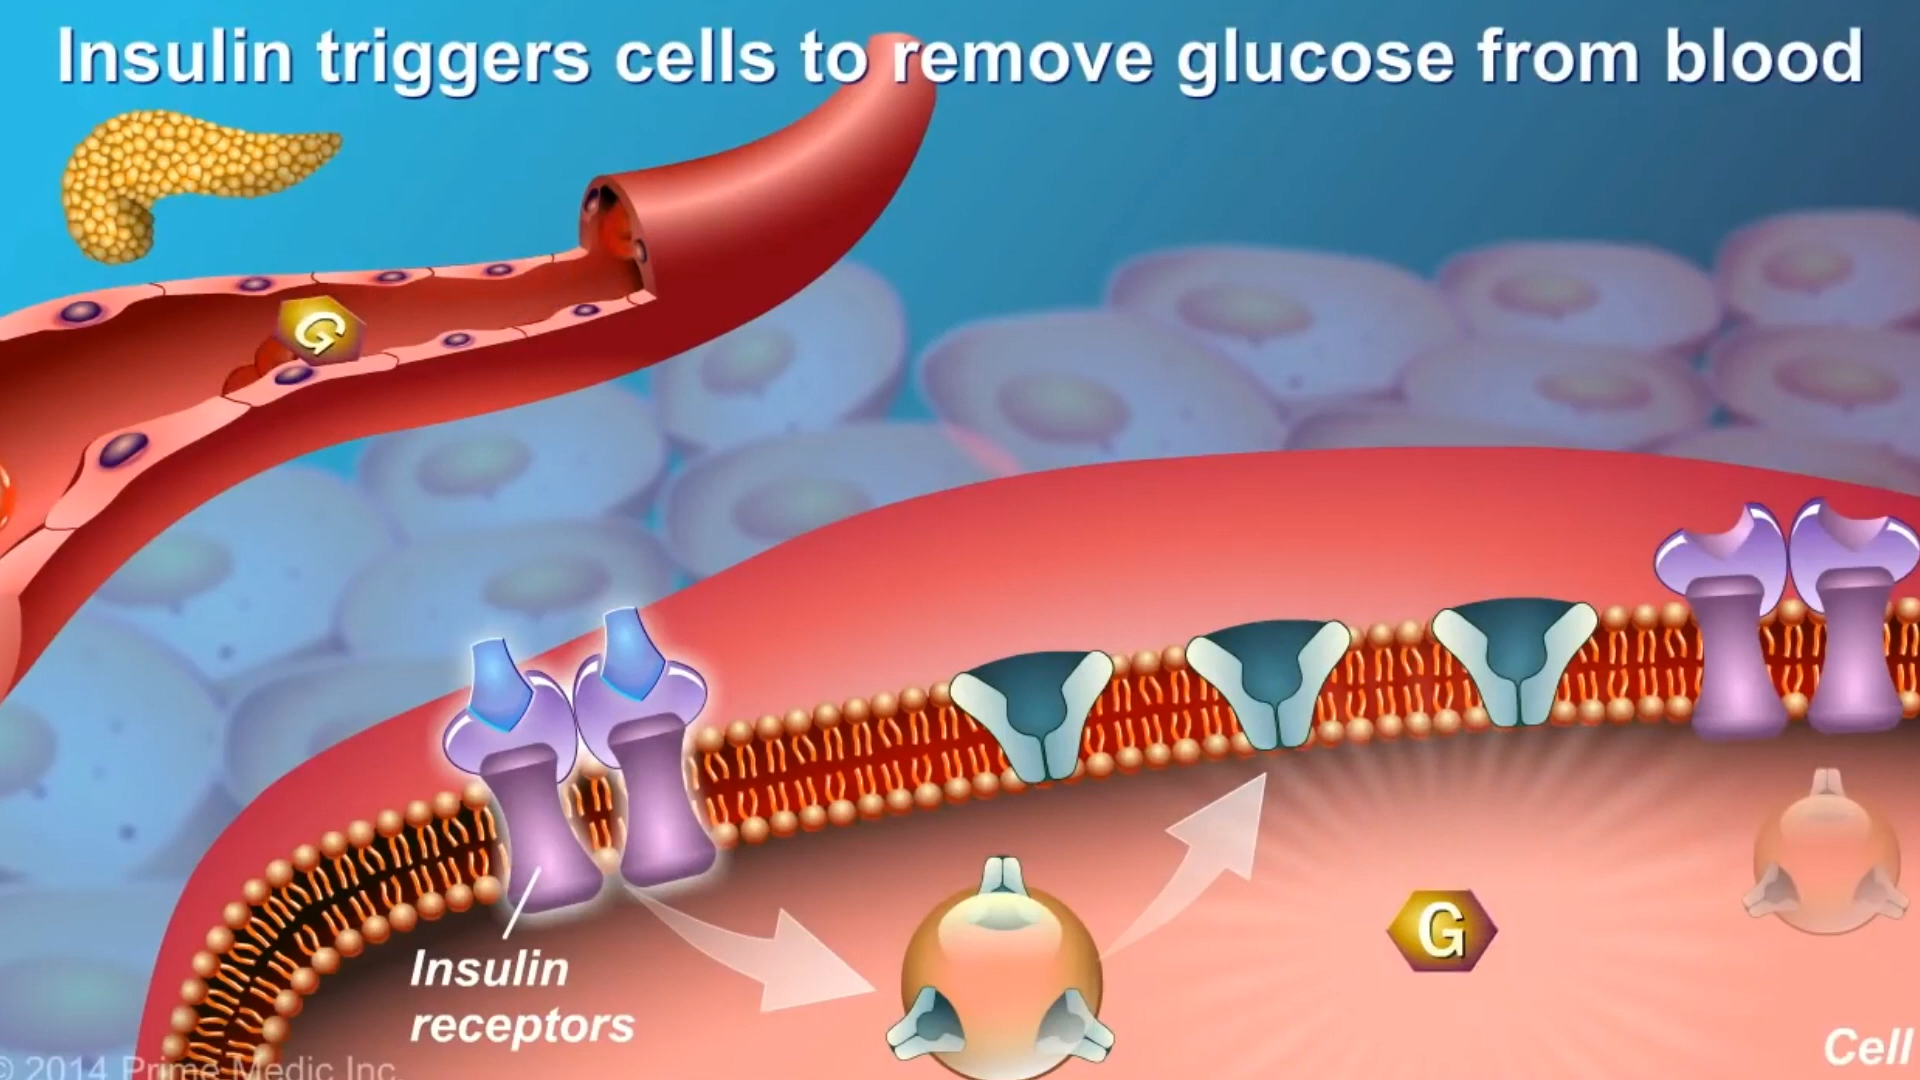 Insulin triggers cells to remove glucose from blood
G
G
Insulin
receptors
Cell
© 2014 Prime Medic Inc.